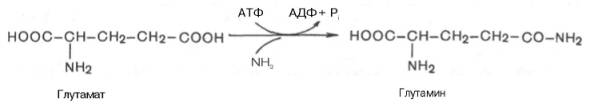 АТФ АДФ + Pi
HOOC–CH–CH2–CH2–COOH HOOC–CH–CH2–CH2–CO–NH2
NH3
NH2 NH2
Глутамат Глутамин